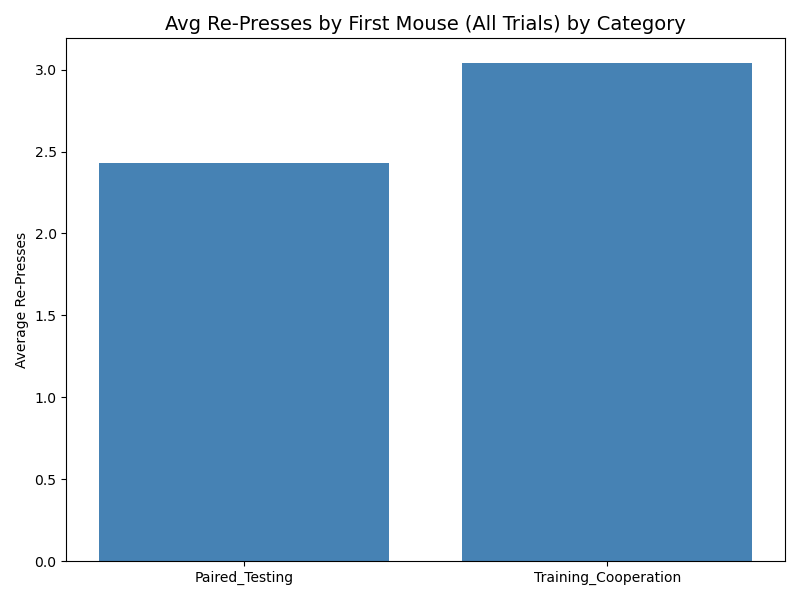 Avg Re-Presses by First Mouse (All Trials) by Category
Average Re-Presses
3.0
2.5
2.0
1.5
1.0
0.5
0.0
Paired_Testing
Training_Cooperation